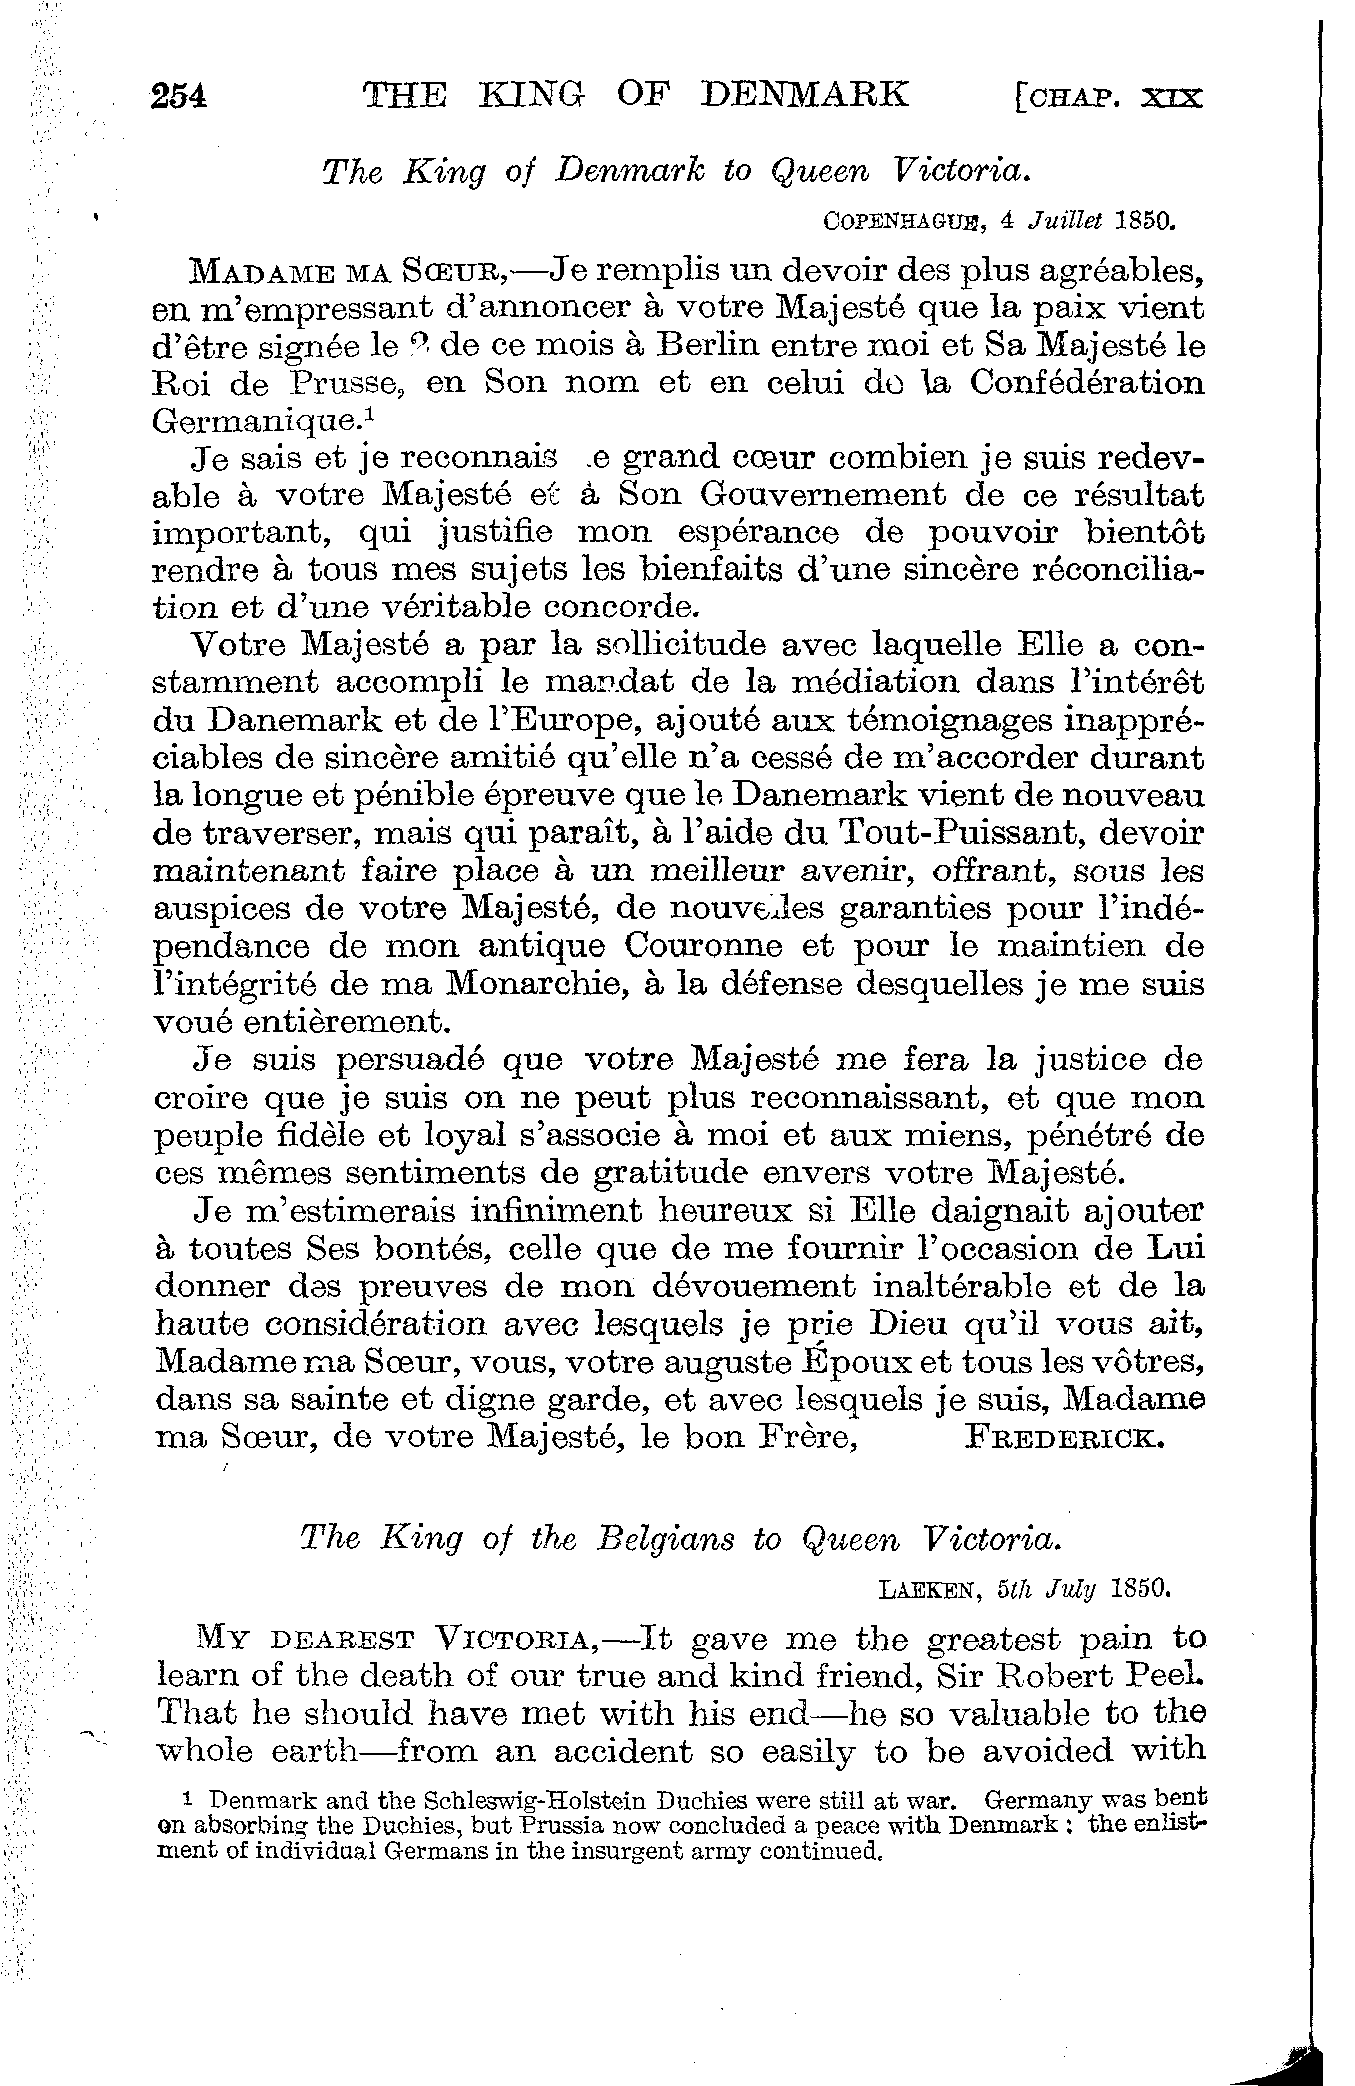 254 THE KING OF DENMARK [CHAP. XIX
The King of Denmark to Queen Victoria.
COPENHAGUE, 4 Juillet 1850.
MADAME MA SŒUR,—Je remplis un devoir des plus agréables,
en m'empressant d'annoncer à votre Majesté que la paix vient
d'être signée le 2 de ce mois à Berlin entre moi et Sa Majesté le
Roi de Prusse, en Son nom et en celui de la Confédération
Germanique.¹
Je sais et je reconnais e grand cœur combien je suis redev-
able à votre Majesté et à Son Gouvernement de ce résultat
important, qui justifie mon espérance de pouvoir bientôt
rendre à tous mes sujets les bienfaits d'une sincère réconcilia-
tion et d'une véritable concorde.
Votre Majesté a par la sollicitude avec laquelle Elle a con-
stamment accompli le mandat de la médiation dans l'intérêt
du Danemark et de l'Europe, ajouté aux témoignages inappré-
ciables de sincère amitié qu'elle n'a cessé de m'accorder durant
la longue et pénible épreuve que le Danemark vient de nouveau
de traverser, mais qui paraît, à l'aide du Tout-Puissant, devoir
maintenant faire place à un meilleur avenir, offrant, sous les
auspices de votre Majesté, de nouvelles garanties pour l'indé-
pendance de mon antique Couronne et pour le maintien de
l'intégrité de ma Monarchie, à la défense desquelles je me suis
voué entièrement.
Je suis persuadé que votre Majesté me fera la justice de
croire que je suis on ne peut plus reconnaissant, et que mon
peuple fidèle et loyal s'associe à moi et aux miens, pénétré de
ces mêmes sentiments de gratitude envers votre Majesté.
Je m'estimerais infiniment heureux si Elle daignait ajouter
à toutes Ses bontés, celle que de me fournir l'occasion de Lui
donner des preuves de mon dévouement inaltérable et de la
haute considération avec lesquels je prie Dieu qu'il vous ait,
Madame ma Sœur, vous, votre auguste Époux et tous les vôtres,
dans sa sainte et digne garde, et avec lesquels je suis, Madame
ma Sœur, de votre Majesté, le bon Frère, FREDERICK.
The King of the Belgians to Queen Victoria.
LAEKEN, 5th July 1850.
MY DEAREST VICTORIA,—It gave me the greatest pain to
learn of the death of our true and kind friend, Sir Robert Peel.
That he should have met with his end—he so valuable to the
whole earth—from an accident so easily to be avoided with
1 Denmark and the Schleswig-Holstein Duchies were still at war. Germany was bent
on absorbing the Duchies, but Prussia now concluded a peace with Denmark : the enlist-
ment of individual Germans in the insurgent army continued.